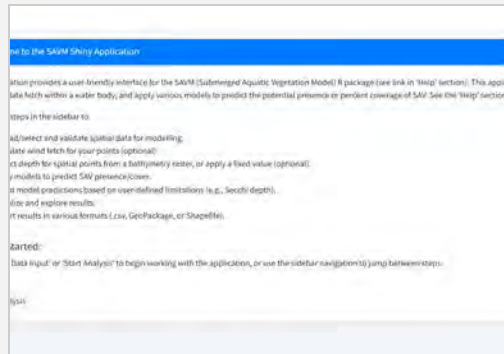 me to the SAVM Shiny Application
ation provides a user-friendly interface for the SAVM (Submerged Aquatic Vegetation Model) R package (see link in 'Help' section). This appli
late fetch within a water body, and apply various models to predict the potential presence or percent coverage of SAV. See the 'Help' section
steps in the sidebar to:
ad/select and validate spatial data for modelling.
late wind fetch for your points (optional)
ct depth for spatial points from a bathymetry raster, or apply a fixed value (optional).
y models to predict SAV presence/cover.
model predictions based on user-defined limitations (e.g., Secchi depth).
lize and explore results.
rt results in various formats (.csv, GeoPackage, or Shapefile).
tarted:
Data Input' or 'Start Analysis' to begin working with the application, or use the sidebar navigation to jump between steps.
lysis